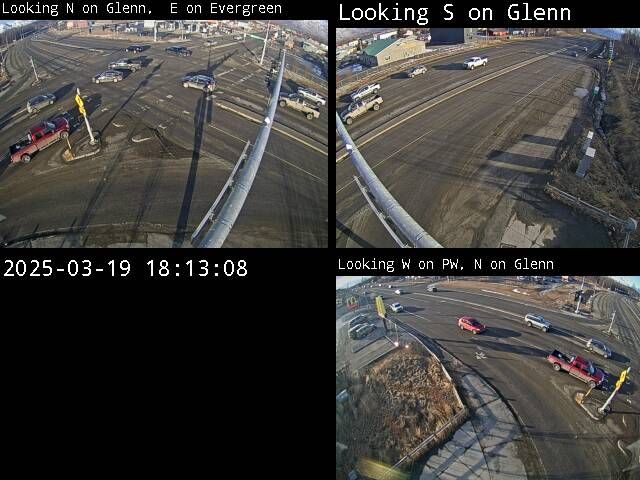 Looking N on Glenn,  E on Evergreen
Looking S on Glenn
2025-03-19 18:13:08
Looking W on PW, N on Glenn